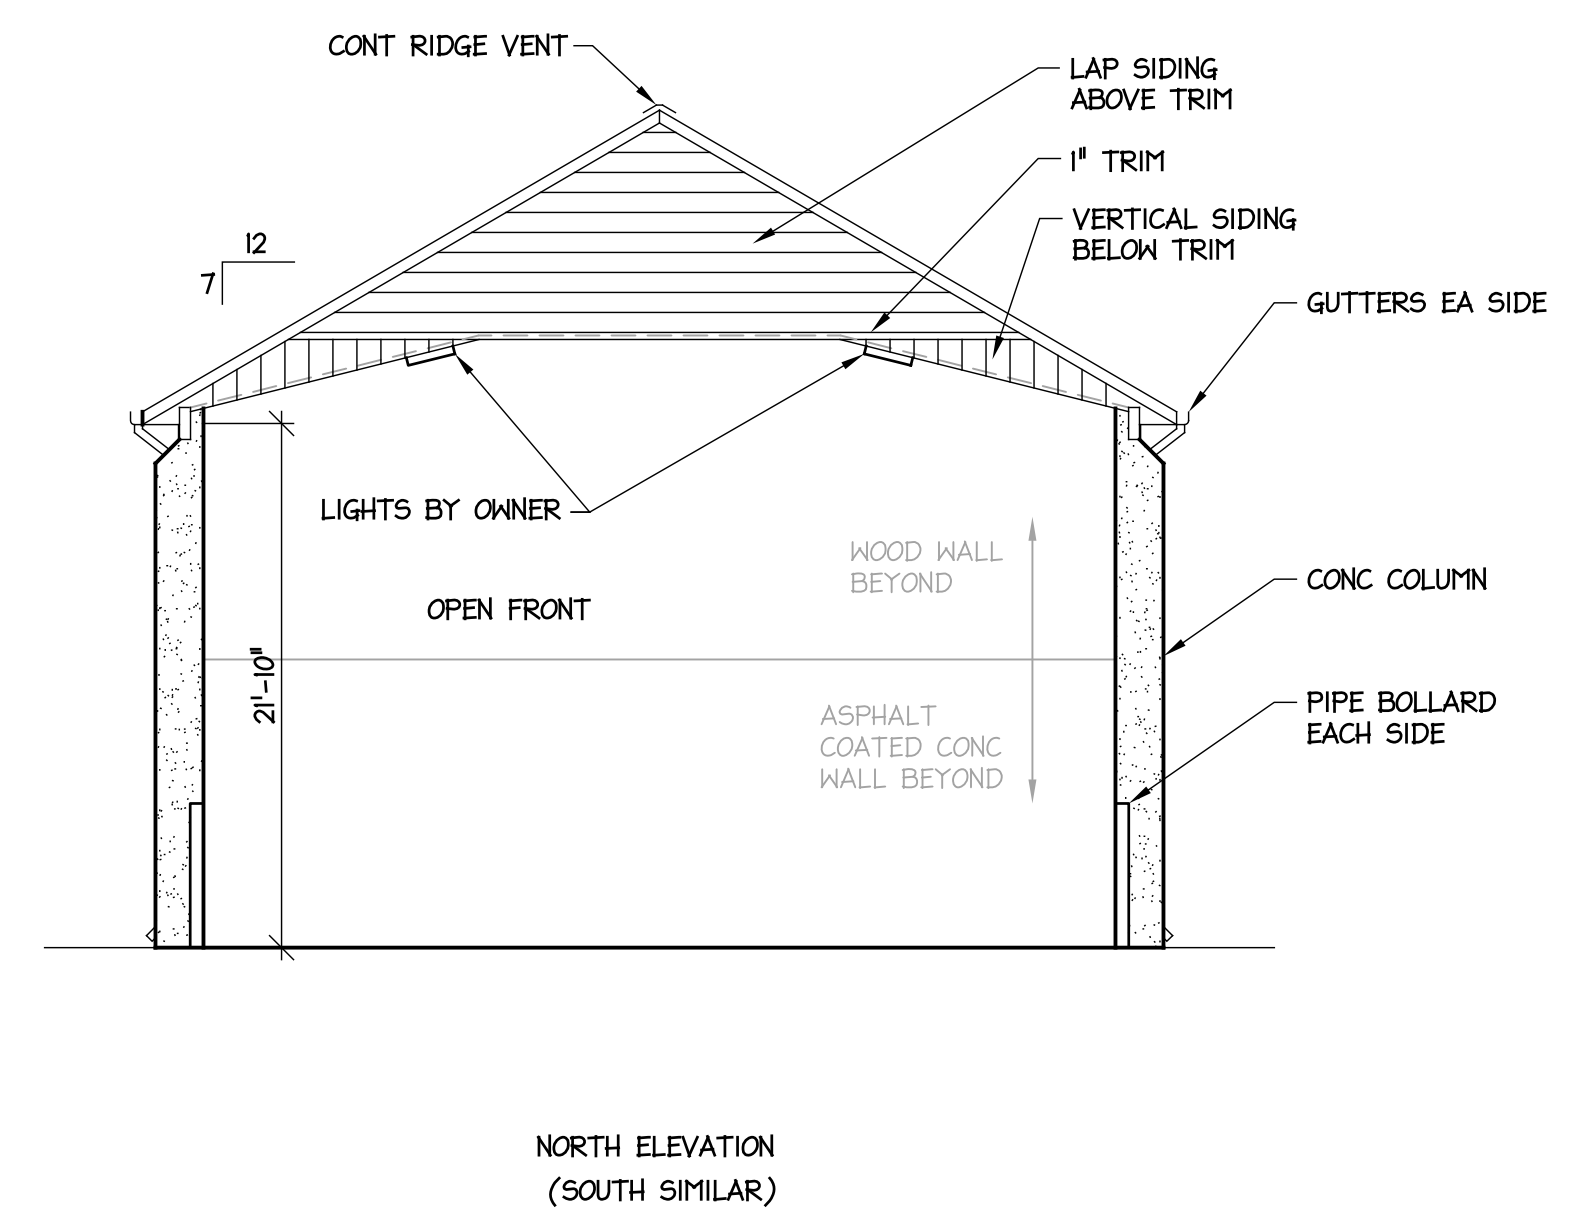 CONT RIDGE VENT
LAP SIDING
ABOVE TRIM
1" TRIM
VERTICAL SIDING
BELOW TRIM
12
7
GUTTERS EA SIDE
LIGHTS BY OWNER
WOOD WALL
BEYOND
OPEN FRONT
CONC COLUMN
21'-10"
PIPE BOLLARD
EACH SIDE
ASPHALT
COATED CONC
WALL BEYOND
NORTH ELEVATION
(SOUTH SIMILAR)